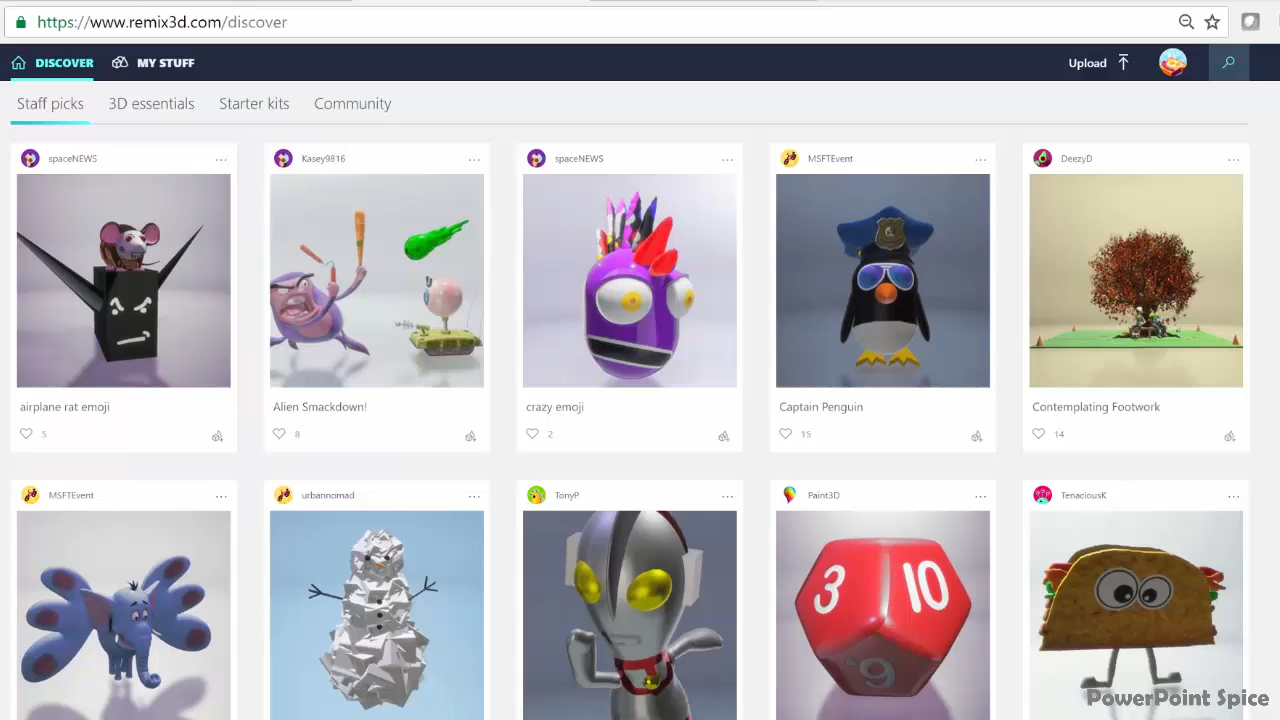 https://www.remix3d.com/discover
DISCOVER MY STUFF Upload
Staff picks 3D essentials Starter kits Community
spaceNEWS ...
airplane rat emoji
5
Kasey9816 ...
Alien Smackdown!
8
spaceNEWS ...
crazy emoji
2
MSFTEvent ...
Captain Penguin
15
DeezyD ...
Contemplating Footwork
14
MSFTEvent ...
urbannomad ...
TonyP ...
Paint3D ...
3 10
9
TenaciousK ...
PowerPoint Spice